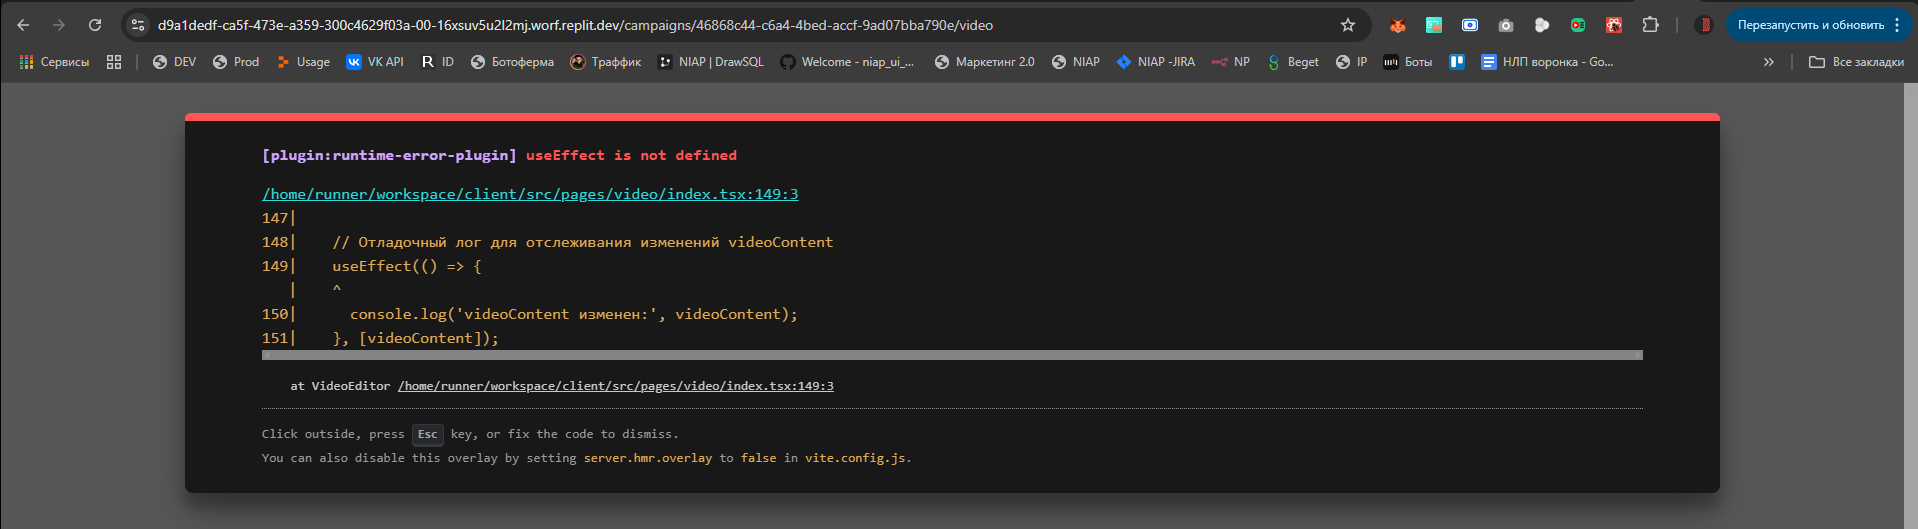 d9a1dedf-ca5f-473e-a359-300c4629f03a-00-16xsuv5u2l2mj.worf.replit.dev/campaigns/46868c44-c6a4-4bed-accf-9ad07bba790e/video
Перезапустить и обновить
Сервисы DEV Prod Usage VK API ID Ботоферма Траффик NIAP | DrawSQL Welcome - niap_ui_... Маркетинг 2.0 NIAP NIAP -JIRA NP Beget IP Боты НЛП воронка - Go... » Все закладки
[plugin:runtime-error-plugin] useEffect is not defined
/home/runner/workspace/client/src/pages/video/index.tsx:149:3
147|
148|    // Отладочный лог для отслеживания изменений videoContent
149|    useEffect(() => {
   |    ^
150|      console.log('videoContent изменен:', videoContent);
151|    }, [videoContent]);
at VideoEditor /home/runner/workspace/client/src/pages/video/index.tsx:149:3
Click outside, press Esc key, or fix the code to dismiss.
You can also disable this overlay by setting server.hmr.overlay to false in vite.config.js.